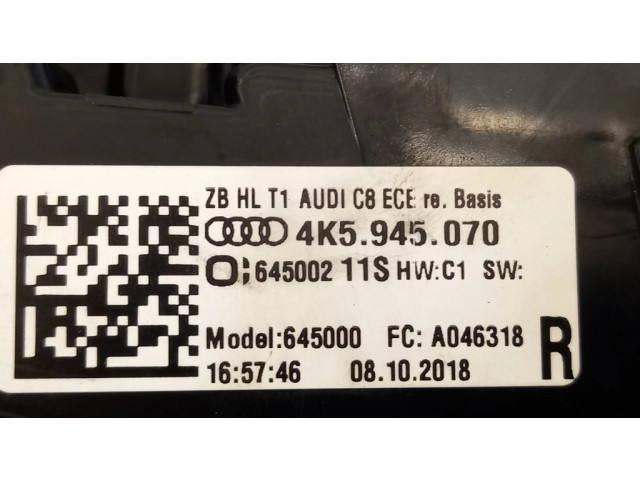 ZB HL T1 AUDI C8 ECE re. Basis
4K5.945.070
645002 11S HW:C1 SW:
Model:645000 FC: A046318 R
16:57:46 08.10.2018